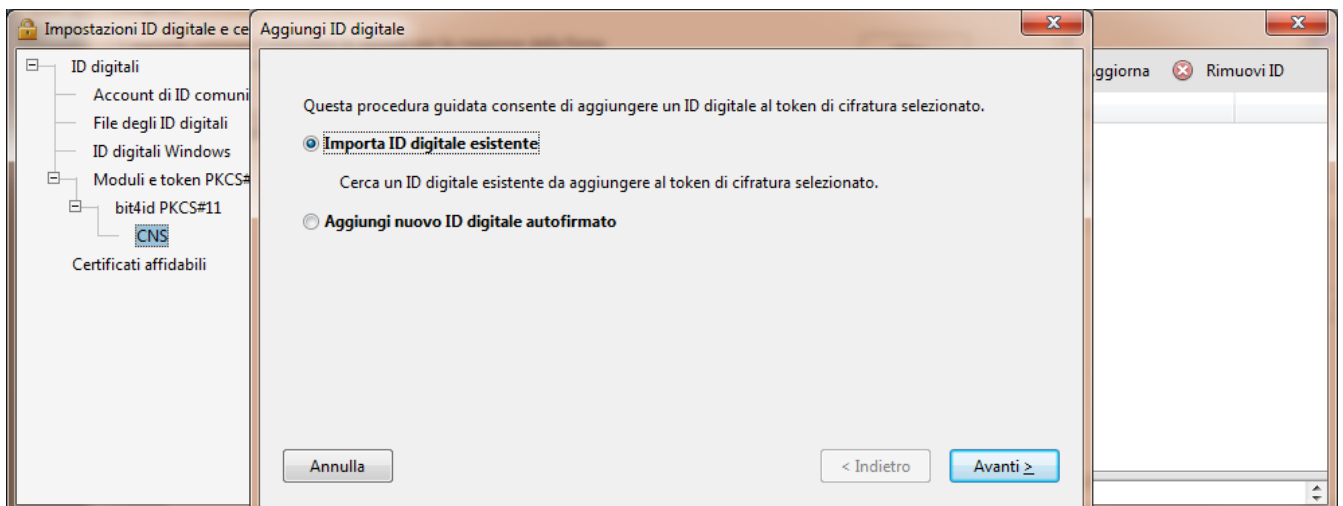 Impostazioni ID digitale e ce
Aggiungi ID digitale
ID digitali
Account di ID comuni
File degli ID digitali
ID digitali Windows
Moduli e token PKCS#
bit4id PKCS#11
CNS
Certificati affidabili
Questa procedura guidata consente di aggiungere un ID digitale al token di cifratura selezionato.
Importa ID digitale esistente
Cerca un ID digitale esistente da aggiungere al token di cifratura selezionato.
Aggiungi nuovo ID digitale autofirmato
Annulla
< Indietro
Avanti >
ggiorna
Rimuovi ID